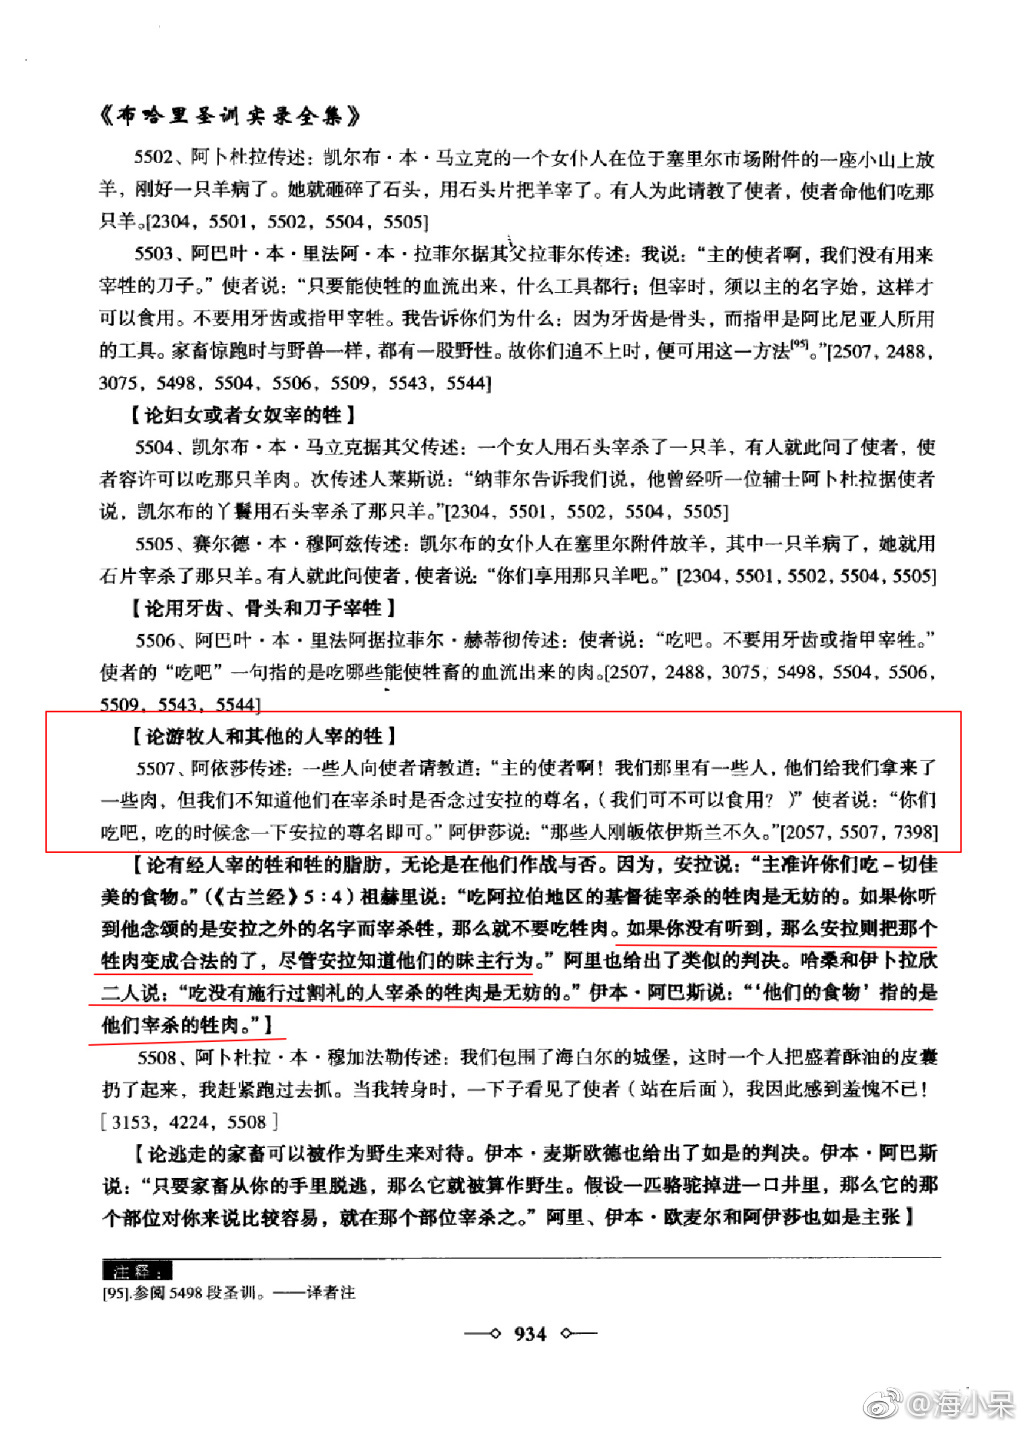 《布哈里圣训实录全集》
5502、阿卜杜拉传述：凯尔布·本·马立克的一个女仆人在位于塞里尔市场附件的一座小山上放
羊，刚好一只羊病了。她就砸碎了石头，用石头片把羊宰了。有人为此请教了使者，使者命他们吃那
只羊。[2304，5501，5502，5504，5505]
5503、阿巴叶·本·里法阿·本·拉菲尔据其父拉菲尔传述：我说：“主的使者啊，我们没有用来
宰牲的刀子。”使者说：“只要能使牲的血流出来，什么工具都行；但宰时，须以主的名字始，这样才
可以食用。不要用牙齿或指甲宰牲。我告诉你们为什么：因为牙齿是骨头，而指甲是阿比尼亚人所用
的工具。家畜惊跑时与野兽一样，都有一股野性。故你们追不上时，便可用这一方法[95]。”[2507，2488，
3075，5498，5504，5506，5509，5543，5544]
【论妇女或者女奴宰的牲】
5504、凯尔布·本·马立克据其父传述：一个女人用石头宰杀了一只羊，有人就此问了使者，使
者容许可以吃那只羊肉。次传述人莱斯说：“纳菲尔告诉我们说，他曾经听一位辅士阿卜杜拉据使者
说，凯尔布的丫鬟用石头宰杀了那只羊。”[2304，5501，5502，5504，5505]
5505、赛尔德·本·穆阿兹传述：凯尔布的女仆人在塞里尔附件放羊，其中一只羊病了，她就用
石片宰杀了那只羊。有人就此问使者，使者说：“你们享用那只羊吧。”[2304，5501，5502，5504，5505]
【论用牙齿、骨头和刀子宰牲】
5506、阿巴叶·本·里法阿据拉菲尔·赫蒂彻传述：使者说：“吃吧。不要用牙齿或指甲宰牲。”
使者的“吃吧”一句指的是吃哪些能使牲畜的血流出来的肉。[2507，2488，3075，5498，5504，5506，
5509，5543，5544]
【论游牧人和其他的人宰的牲】
5507、阿依莎传述：一些人向使者请教道：“主的使者啊！我们那里有一些人，他们给我们拿来了
一些肉，但我们不知道他们在宰杀时是否念过安拉的尊名，（我们可不可以食用？）”使者说：“你们
吃吧，吃的时候念一下安拉的尊名即可。”阿伊莎说：“那些人刚皈依伊斯兰不久。”[2057，5507，7398]
【论有经人宰的牲和牲的脂肪，无论是在他们作战与否。因为，安拉说：“主准许你们吃一切佳
美的食物。”（《古兰经》5：4）祖赫里说：“吃阿拉伯地区的基督徒宰杀的牲肉是无妨的。如果你听
到他念颂的是安拉之外的名字而宰杀牲，那么就不要吃牲肉。如果你没有听到，那么安拉则把那个
牲肉变成合法的了，尽管安拉知道他们的昧主行为。”阿里也给出了类似的判决。哈桑和伊卜拉欣
二人说：“吃没有施行过割礼的人宰杀的牲肉是无妨的。”伊本·阿巴斯说：“‘他们的食物’指的是
他们宰杀的牲肉。”】
5508、阿卜杜拉·本·穆加法勒传述：我们包围了海白尔的城堡，这时一个人把盛着酥油的皮囊
扔了起来，我赶紧跑过去抓。当我转身时，一下子看见了使者（站在后面），我因此感到羞愧不已！
[3153，4224，5508]
【论逃走的家畜可以被作为野生来对待。伊本·麦斯欧德也给出了如是的判决。伊本·阿巴斯
说：“只要家畜从你的手里脱逃，那么它就被算作野生。假设一匹骆驼掉进一口井里，那么它的那
个部位对你来说比较容易，就在那个部位宰杀之。”阿里、伊本·欧麦尔和阿伊莎也如是主张】
注释：
[95].参阅5498段圣训。——译者注
934
@海小呆